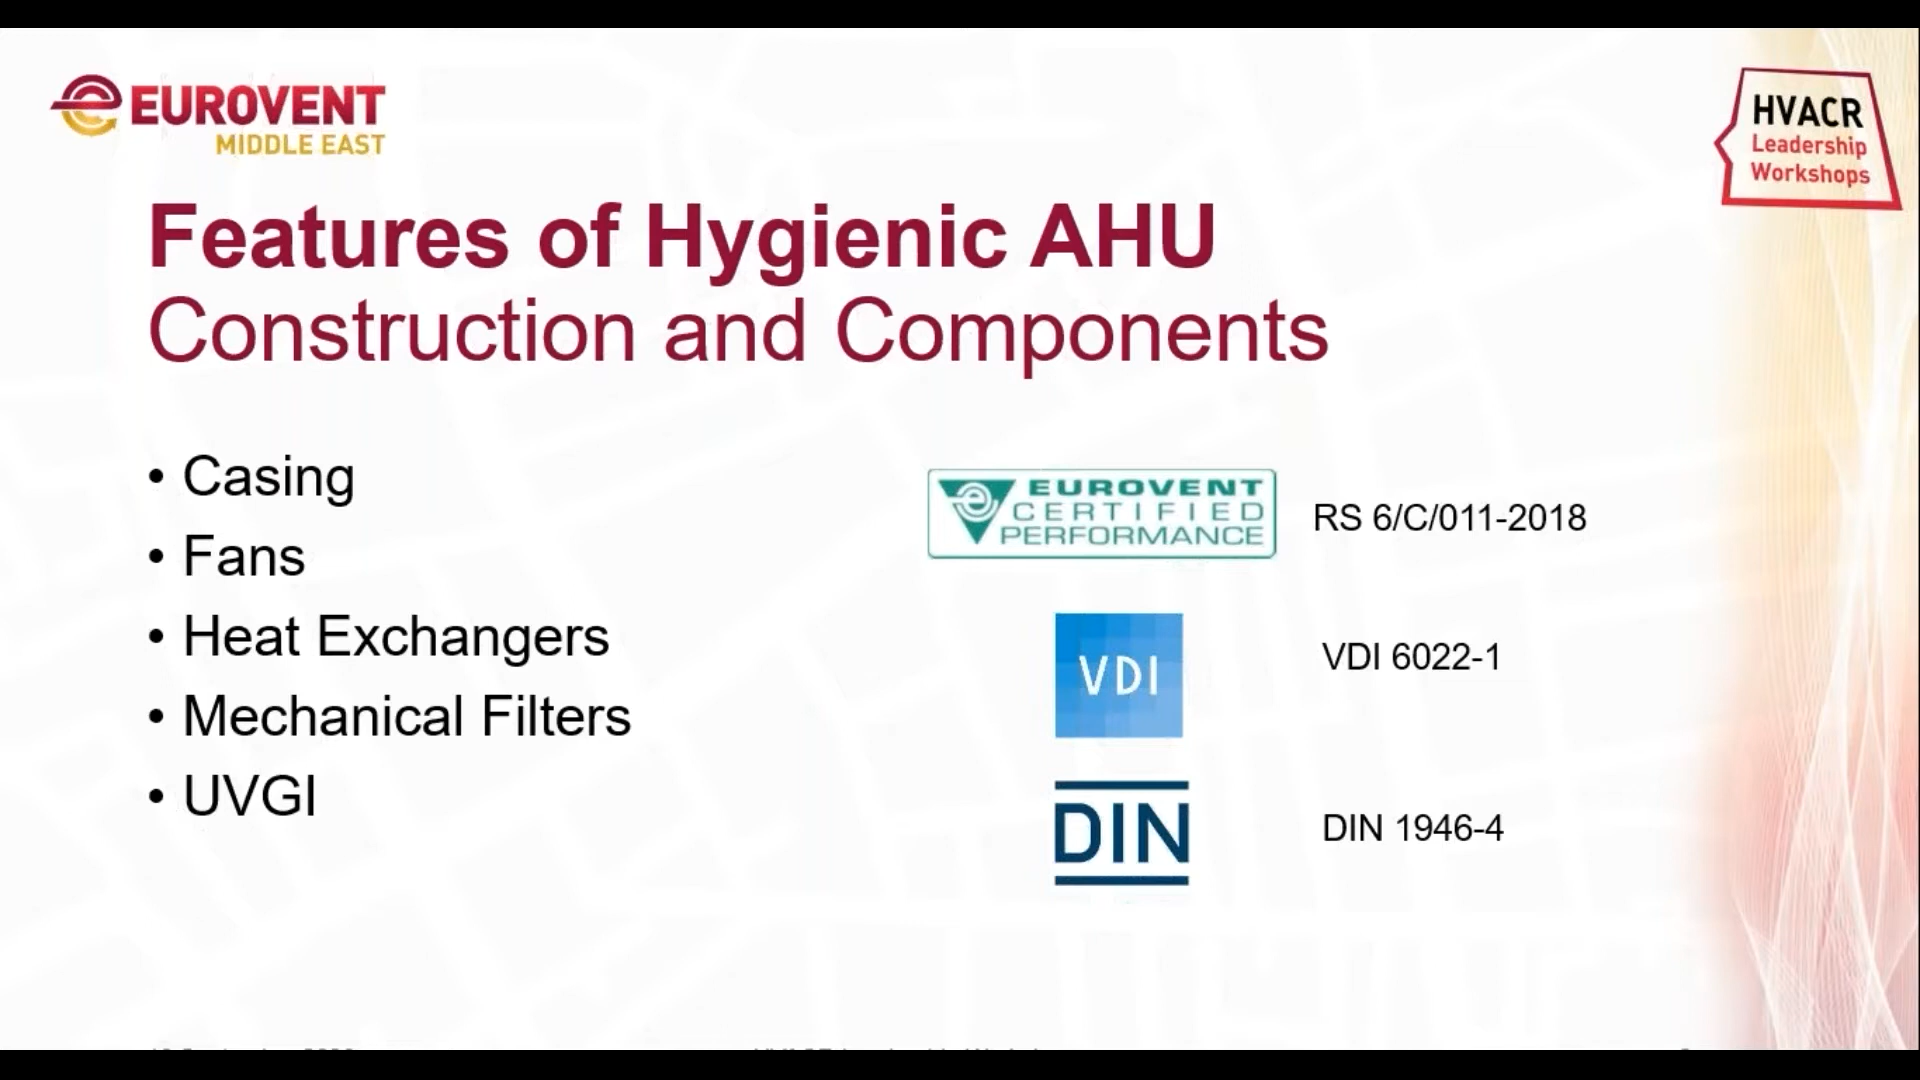 EUROVENT
MIDDLE EAST
HVACR
Leadership
Workshops
Features of Hygienic AHU
Construction and Components
• Casing
• Fans
• Heat Exchangers
• Mechanical Filters
• UVGI
EUROVENT
CERTIFIED
PERFORMANCE
RS 6/C/011-2018
VDI
VDI 6022-1
DIN
DIN 1946-4